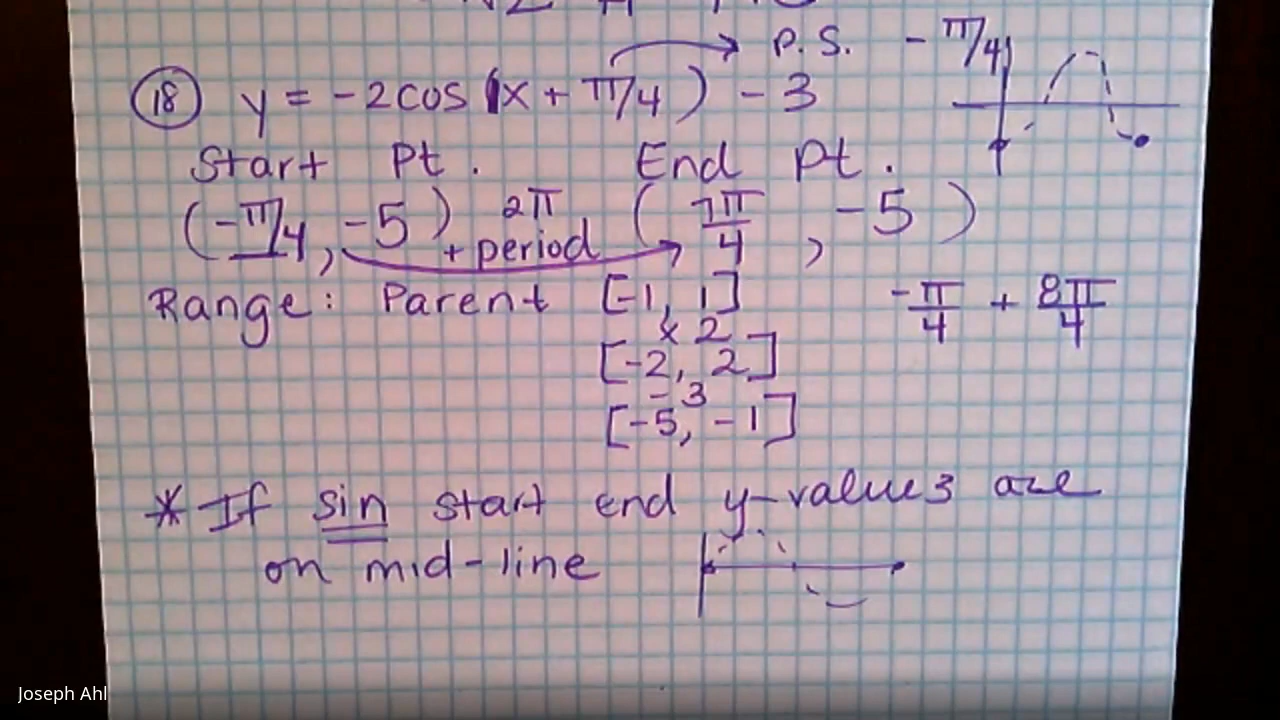 P.S. - π/4
(18) y = -2cos (x + π/4) - 3
Start Pt. End Pt.
(-π/4, -5) 2π + period (7π/4, -5)
Range: Parent [-1, 1] -π/4 + 8π/4
x 2
[-2, 2]
- 3
[-5, -1]
* If sin start end y-values are
on mid-line
Joseph Ahl